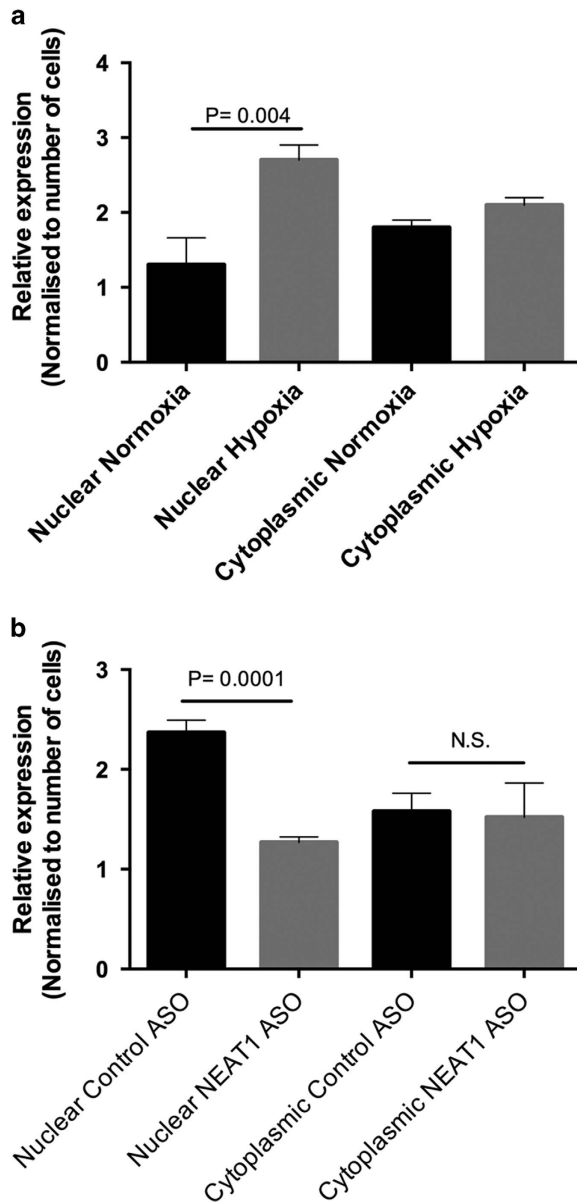 a
Relative expression
(Normalised to number of cells)
4
3
2
1
0
P= 0.004
Nuclear Normoxia
Nuclear Hypoxia
Cytoplasmic Normoxia
Cytoplasmic Hypoxia
b
Relative expression
(Normalised to number of cells)
3
2
1
0
P= 0.0001
N.S.
Nuclear Control ASO
Nuclear NEAT1 ASO
Cytoplasmic Control ASO
Cytoplasmic NEAT1 ASO